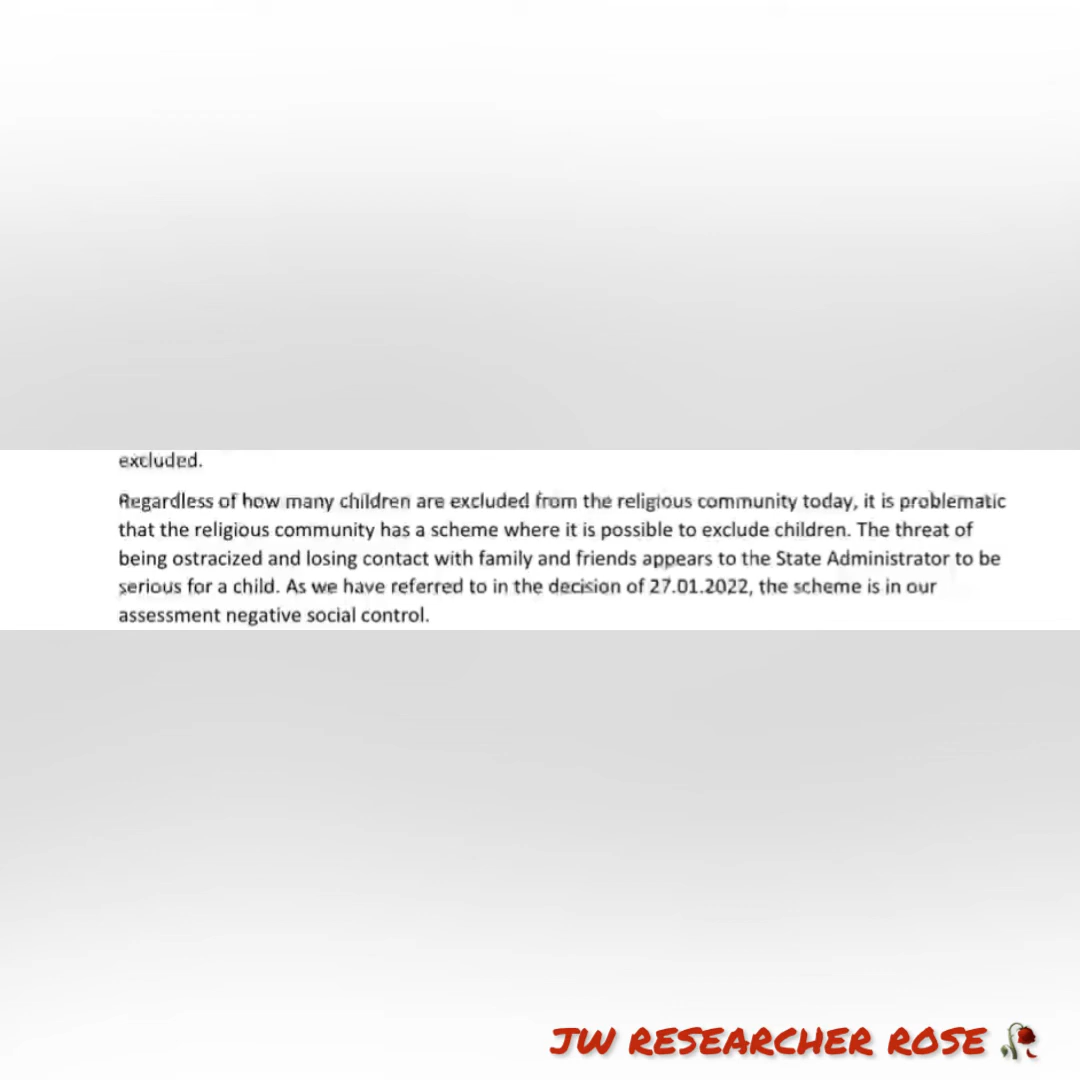 excluded.
Regardless of how many children are excluded from the religious community today, it is problematic
that the religious community has a scheme where it is possible to exclude children. The threat of
being ostracized and losing contact with family and friends appears to the State Administrator to be
serious for a child. As we have referred to in the decision of 27.01.2022, the scheme is in our
assessment negative social control.
JW RESEARCHER ROSE 🥀